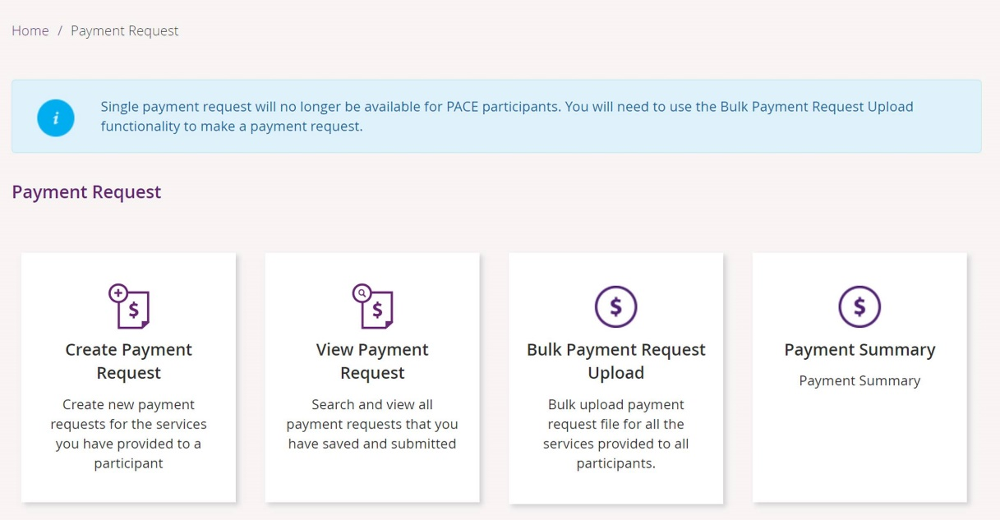 Home / Payment Request
i
Single payment request will no longer be available for PACE participants. You will need to use the Bulk Payment Request Upload
functionality to make a payment request.
Payment Request
$
Create Payment
Request
Create new payment
requests for the services
you have provided to a
participant
$
View Payment
Request
Search and view all
payment requests that you
have saved and submitted
$
Bulk Payment Request
Upload
Bulk upload payment
request file for all the
services provided to all
participants.
$
Payment Summary
Payment Summary